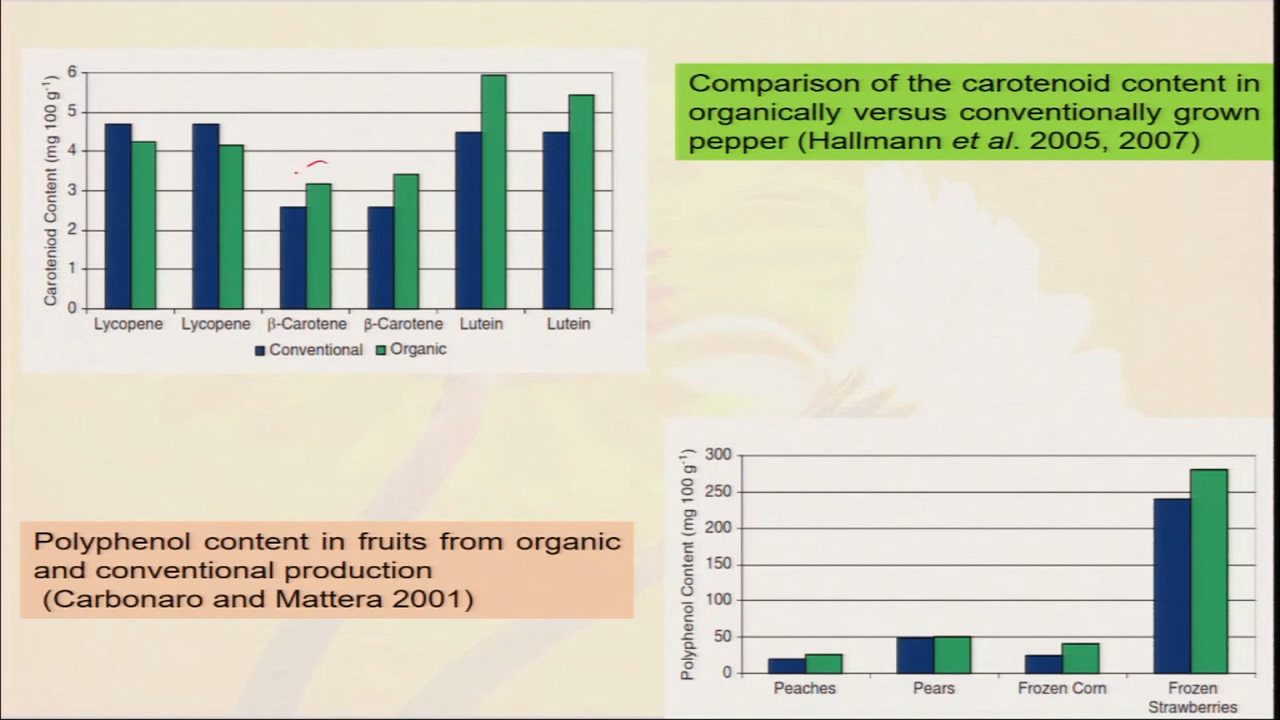 6
5
4
3
2
1
0
Caroteniod Content (mg 100 g-1)
Lycopene Lycopene β-Carotene β-Carotene Lutein Lutein
Conventional Organic
Comparison of the carotenoid content in
organically versus conventionally grown
pepper (Hallmann et al. 2005, 2007)
Polyphenol content in fruits from organic
and conventional production
(Carbonaro and Mattera 2001)
300
250
200
150
100
50
0
Polyphenol Content (mg 100 g-1)
Peaches Pears Frozen Corn Frozen
Strawberries